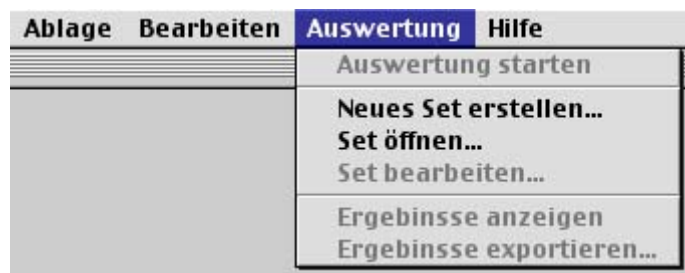 Ablage Bearbeiten Auswertung Hilfe
Auswertung starten
Neues Set erstellen...
Set öffnen...
Set bearbeiten...
Ergebinsse anzeigen
Ergebinsse exportieren...